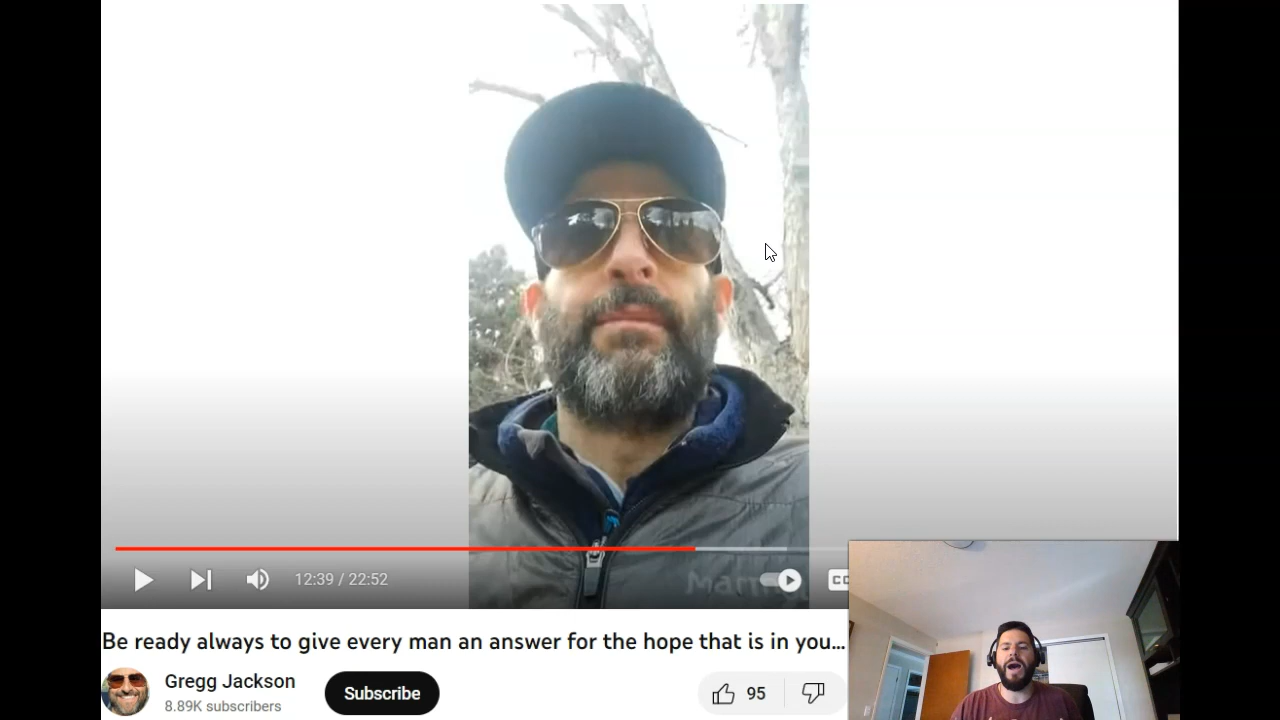 12:39 / 22:52
CC
Be ready always to give every man an answer for the hope that is in you...
Gregg Jackson
8.89K subscribers
Subscribe
95